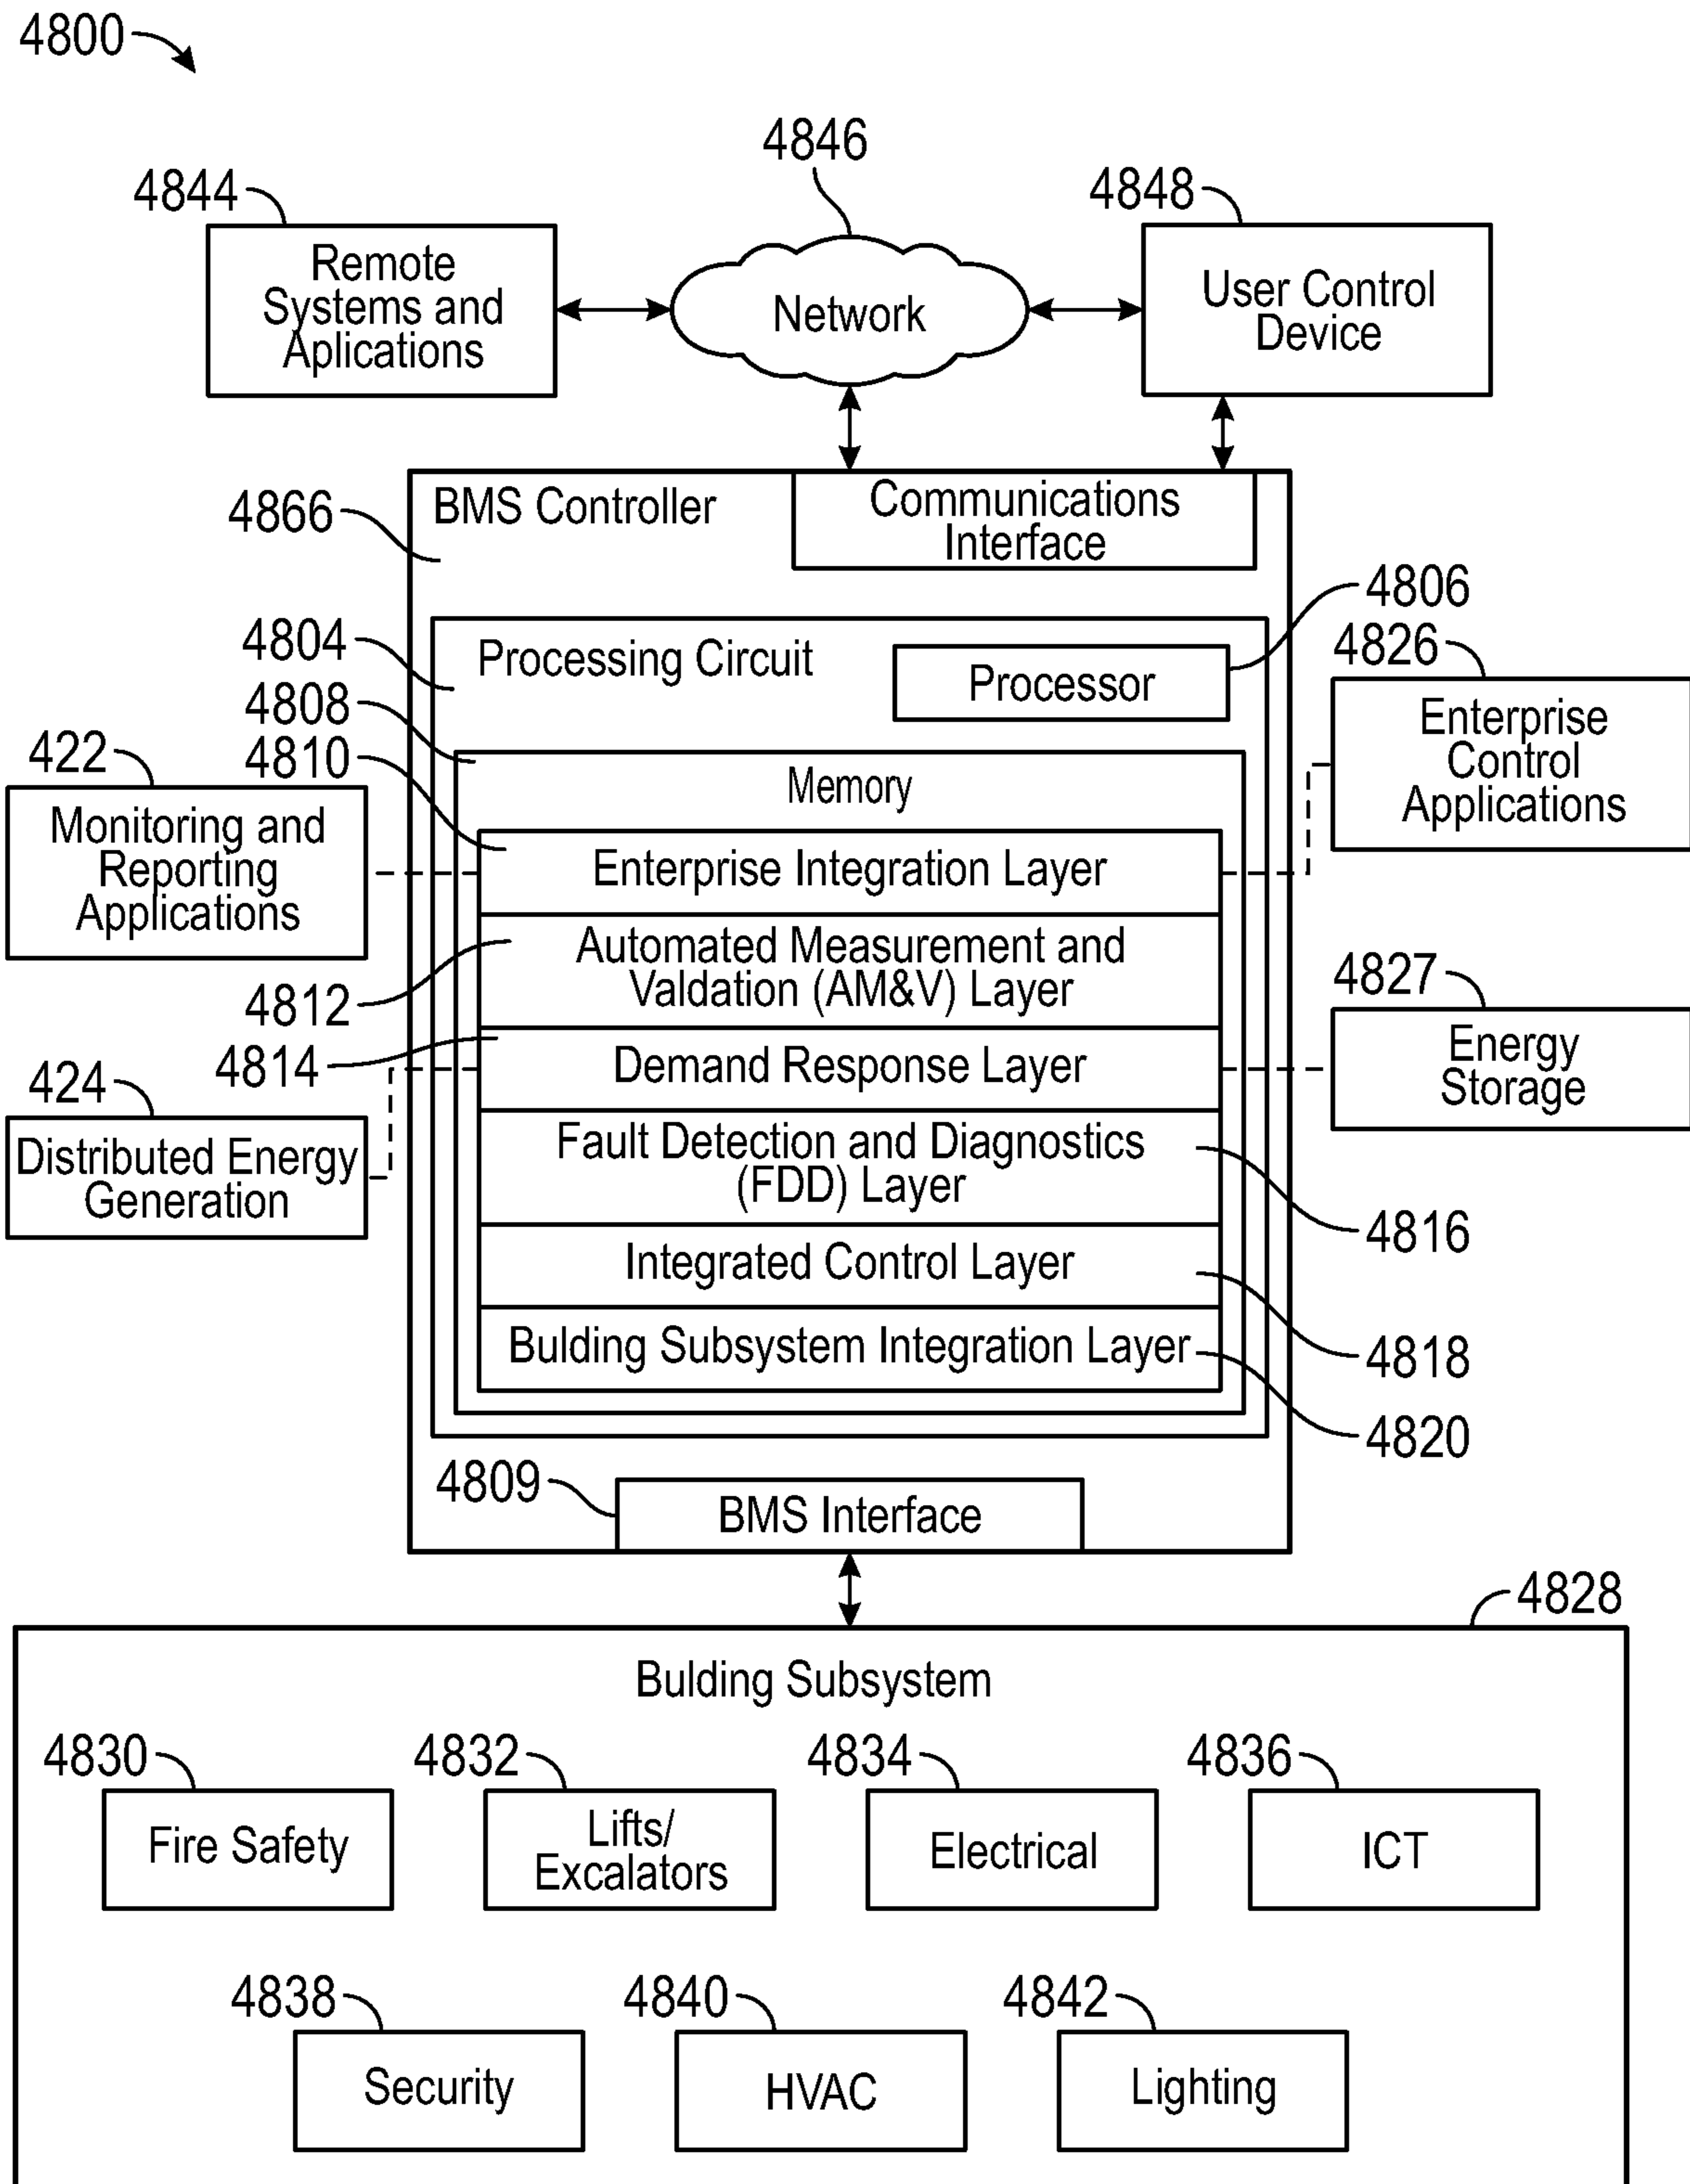 4800
4846
4844
4848
Remote
Systems and
Aplications
Network
User Control
Device
4866
BMS Controller
Communications
Interface
4806
4804
Processing Circuit
Processor
4826
4808
Enterprise
Control
Applications
422
4810
Memory
Monitoring and
Reporting
Applications
Enterprise Integration Layer
4812
Automated Measurement and
Valdation (AM&V) Layer
4827
4814
Demand Response Layer
Energy
Storage
424
Distributed Energy
Generation
Fault Detection and Diagnostics
(FDD) Layer
4816
Integrated Control Layer
4818
Bulding Subsystem Integration Layer
4820
4809
BMS Interface
4828
Bulding Subsystem
4830
4832
4834
4836
Fire Safety
Lifts/
Excalators
Electrical
ICT
4838
4840
4842
Security
HVAC
Lighting